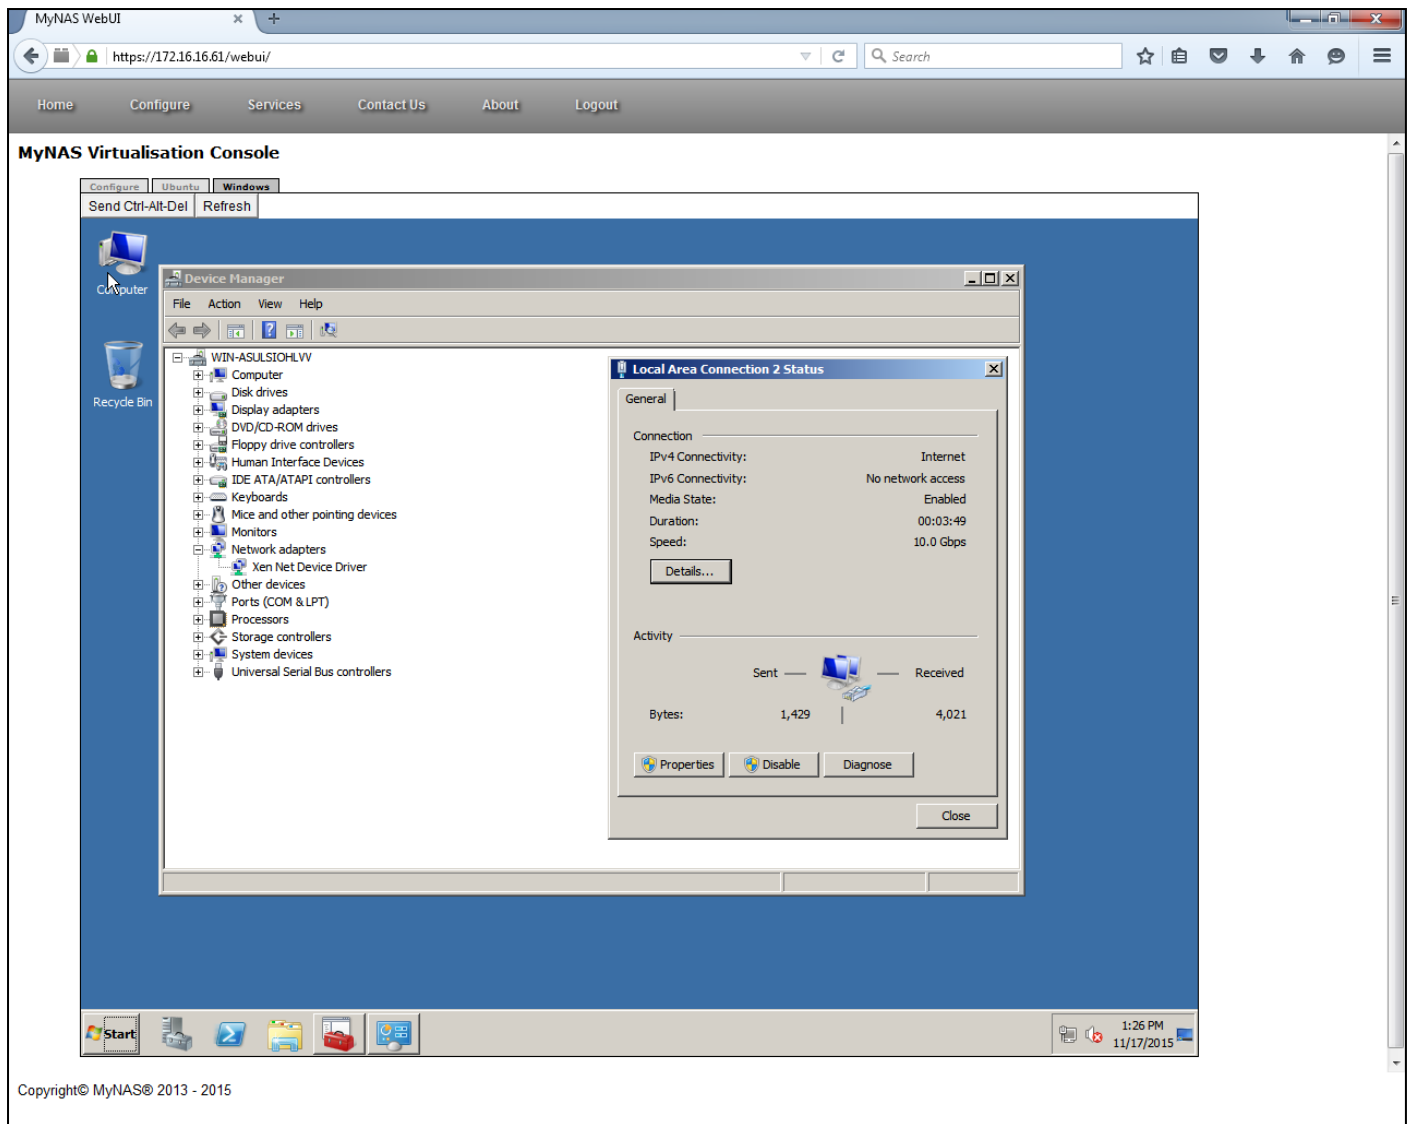 MyNAS WebUI
https://172.16.16.61/webui/
Search
Home Configure Services Contact Us About Logout
MyNAS Virtualisation Console
Configure Ubuntu Windows
Send Ctrl-Alt-Del Refresh
Computer
Recycle Bin
Device Manager
File Action View Help
WIN-ASULSIOHLVV
Computer
Disk drives
Display adapters
DVD/CD-ROM drives
Floppy drive controllers
Human Interface Devices
IDE ATA/ATAPI controllers
Keyboards
Mice and other pointing devices
Monitors
Network adapters
Xen Net Device Driver
Other devices
Ports (COM & LPT)
Processors
Storage controllers
System devices
Universal Serial Bus controllers
Local Area Connection 2 Status
General
Connection
IPv4 Connectivity: Internet
IPv6 Connectivity: No network access
Media State: Enabled
Duration: 00:03:49
Speed: 10.0 Gbps
Details...
Activity
Sent Received
Bytes: 1,429 4,021
Properties Disable Diagnose
Close
Start
1:26 PM
11/17/2015
Copyright© MyNAS® 2013 - 2015